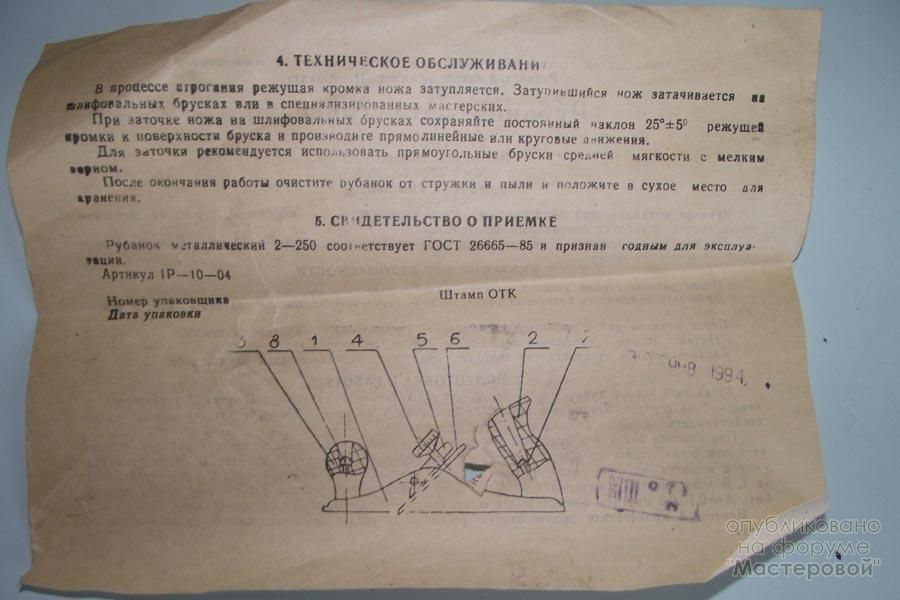 4. ТЕХНИЧЕСКОЕ ОБСЛУЖИВАНИ
В процессе строгания режущая кромка ножа затупляется. Затупившийся нож затачивается на
шлифовальных брусках или в специализированных мастерских.
При заточке ножа на шлифовальных брусках сохраняйте постоянный наклон 25°±5° режущей
кромки к поверхности бруска и производите прямолинейные или круговые движения.
Для заточки рекомендуется использовать прямоугольные бруски средней мягкости с мелким
зерном.
После окончания работы очистите рубанок от стружки и пыли и положите в сухое место для
хранения.
5. СВИДЕТЕЛЬСТВО О ПРИЕМКЕ
Рубанок металлический 2—250 соответствует ГОСТ 26665—85 и признан годным для эксплуа-
тации.
Артикул 1Р—10—04
Штамп ОТК
Номер упаковщика
Дата упаковки
3 8 1 4 5 6 2 7
ЯНВ 1994
опубликовано
на форуме
"Мастеровой"